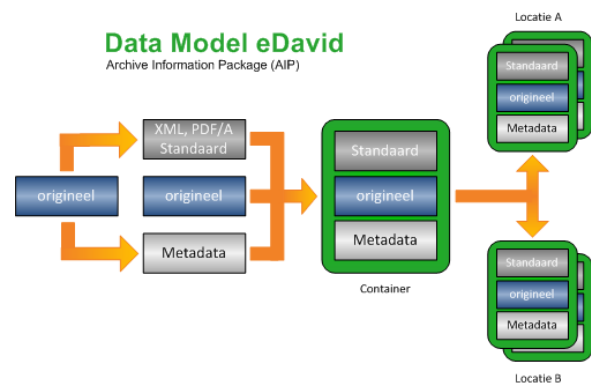 Data Model eDavid
Archive Information Package (AIP)
origineel
XML, PDF/A
Standaard
origineel
Metadata
Standaard
origineel
Metadata
Container
Locatie A
Standaard
origineel
Metadata
Standaard
origineel
Metadata
Locatie B